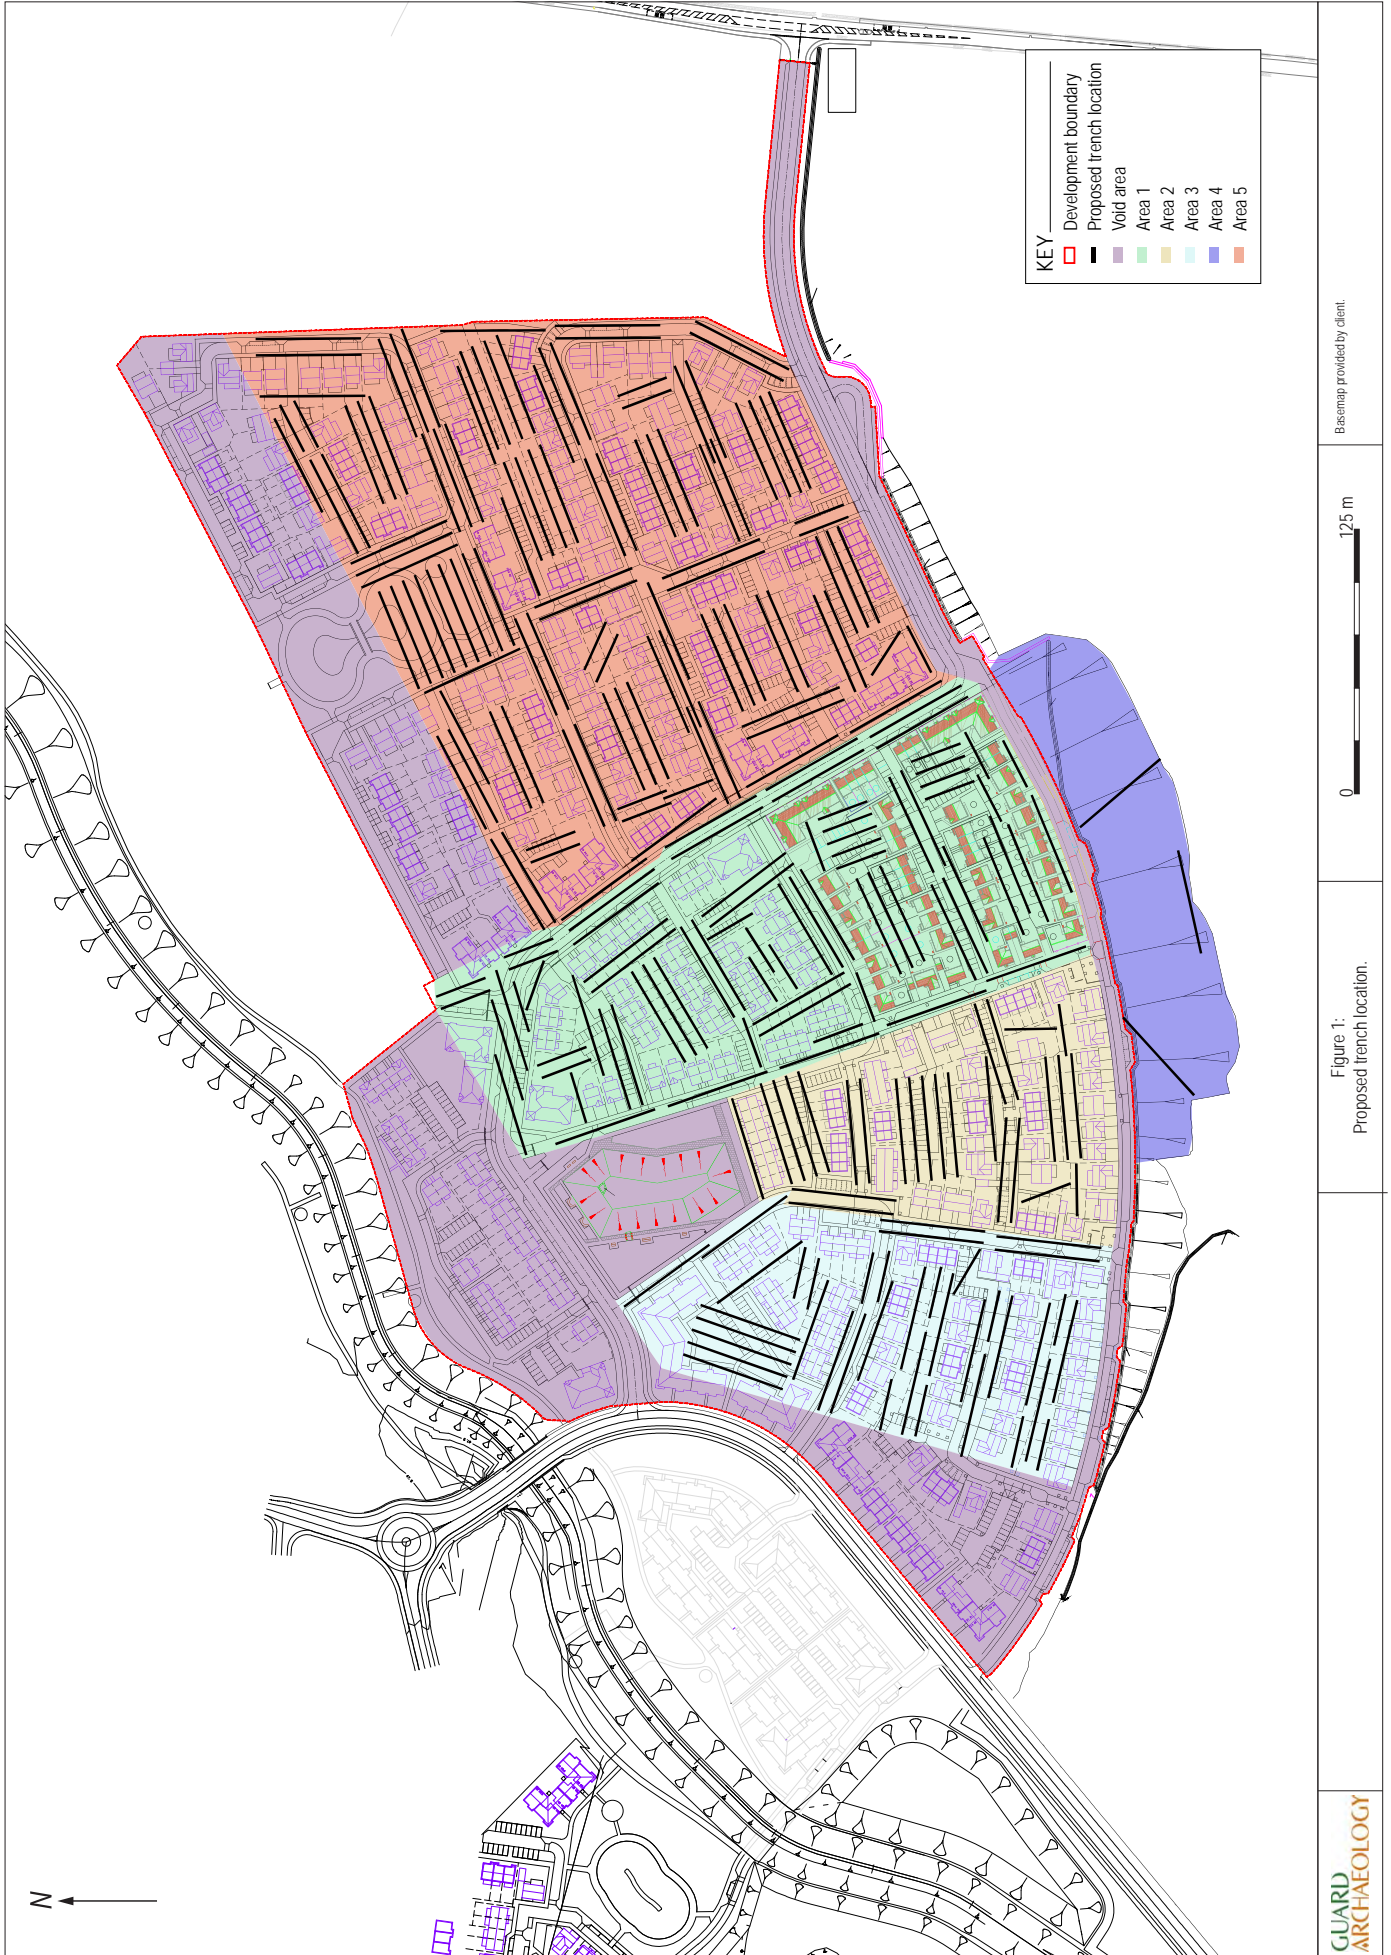 N
KEY
Development boundary
Proposed trench location
Void area
Area 1
Area 2
Area 3
Area 4
Area 5
GUARD
ARCHAEOLOGY
Figure 1:
Proposed trench location.
0
125 m
Basemap provided by client.